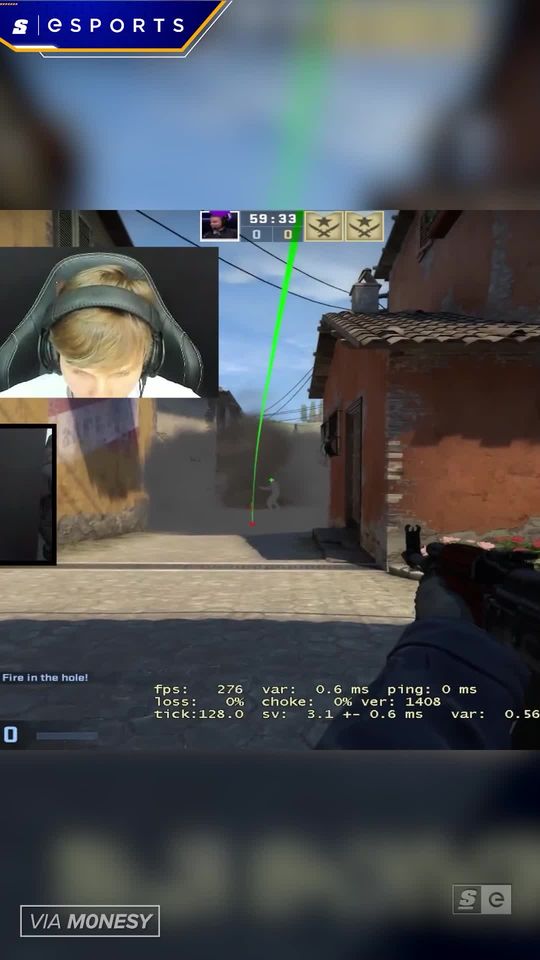 S | eSPORTS
59:33
0 0
Fire in the hole!
fps: 276 var: 0.6 ms ping: 0 ms
loss: 0% choke: 0% ver: 1408
tick:128.0 sv: 3.1 +- 0.6 ms var: 0.56
0
S e
VIA M0NESY